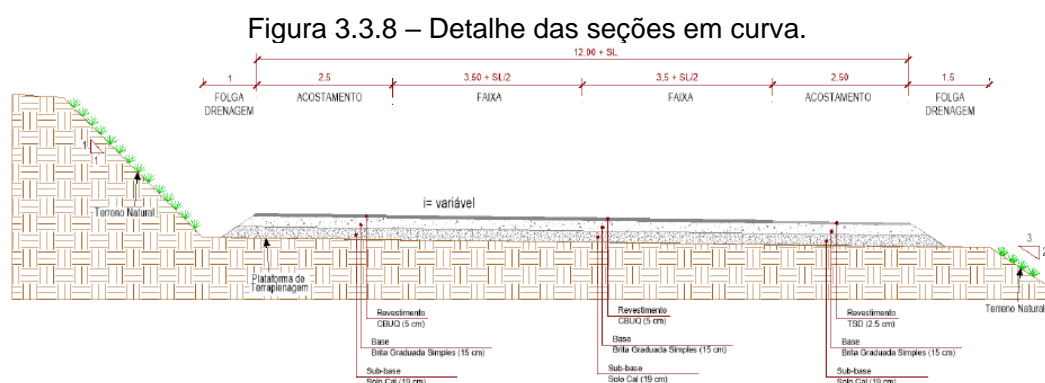 Figura 3.3.8 – Detalhe das seções em curva.
12.00 + SL
1 2.5 3.50 + SL/2 3.5 + SL/2 2.50 1.5
FOLGA DRENAGEM
ACOSTAMENTO
FAIXA
FAIXA
ACOSTAMENTO
FOLGA DRENAGEM
1
1
i= variável
Terreno Natural
3
2
Plataforma de
Terraplenagem
Terreno Natural
Revestimento
CBUQ (5 cm)
Base
Brita Graduada Simples (15 cm)
Sub-base
Solo Cal (19 cm)
Revestimento
CBUQ (5 cm)
Base
Brita Graduada Simples (15 cm)
Sub-base
Solo Cal (19 cm)
Revestimento
TSD (2.5 cm)
Base
Brita Graduada Simples (15 cm)
Sub-base
Solo Cal (19 cm)